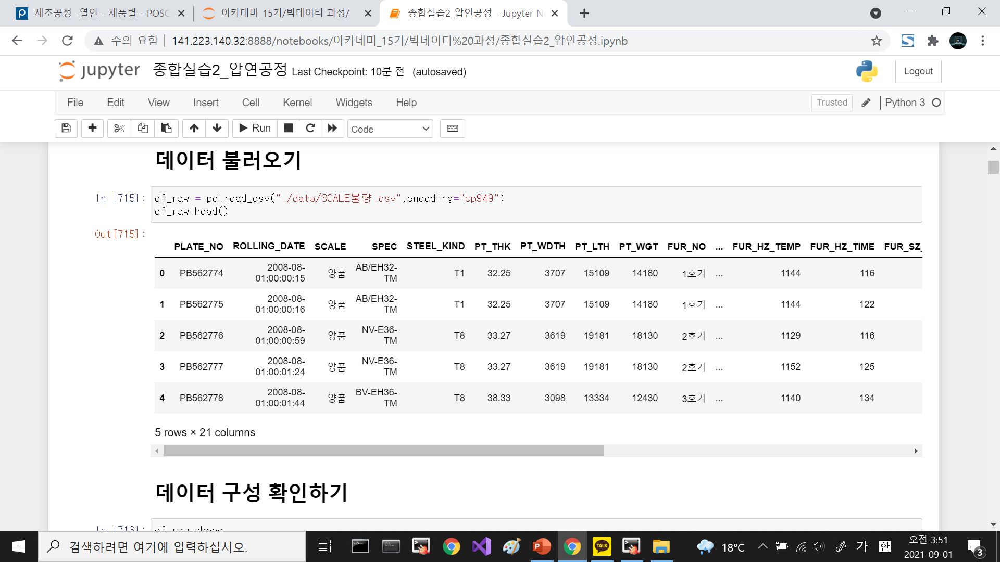 제조공정 -열연 - 제품별 - POSC
아카데미_15기/빅데이터 과정/
종합실습2_압연공정 - Jupyter N
주의 요함 | 141.223.140.32:8888/notebooks/아카데미_15기/빅데이터%20과정/종합실습2_압연공정.ipynb
jupyter 종합실습2_압연공정 Last Checkpoint: 10분 전 (autosaved)
Logout
File Edit View Insert Cell Kernel Widgets Help
Trusted Python 3
Run Code
데이터 불러오기
In [715]: df_raw = pd.read_csv("./data/SCALE불량.csv",encoding="cp949")
df_raw.head()
Out[715]:
PLATE_NO ROLLING_DATE SCALE SPEC STEEL_KIND PT_THK PT_WDTH PT_LTH PT_WGT FUR_NO ... FUR_HZ_TEMP FUR_HZ_TIME FUR_SZ_
0 PB562774 2008-08-01:00:00:15 양품 AB/EH32-TM T1 32.25 3707 15109 14180 1호기 ... 1144 116
1 PB562775 2008-08-01:00:00:16 양품 AB/EH32-TM T1 32.25 3707 15109 14180 1호기 ... 1144 122
2 PB562776 2008-08-01:00:00:59 양품 NV-E36-TM T8 33.27 3619 19181 18130 2호기 ... 1129 116
3 PB562777 2008-08-01:00:01:24 양품 NV-E36-TM T8 33.27 3619 19181 18130 2호기 ... 1152 125
4 PB562778 2008-08-01:00:01:44 양품 BV-EH36-TM T8 38.33 3098 13334 12430 3호기 ... 1140 134
5 rows × 21 columns
데이터 구성 확인하기
In [716]: df_raw.shape
검색하려면 여기에 입력하십시오.
TALK
18°C
가 한
오전 3:51
2021-09-01
3